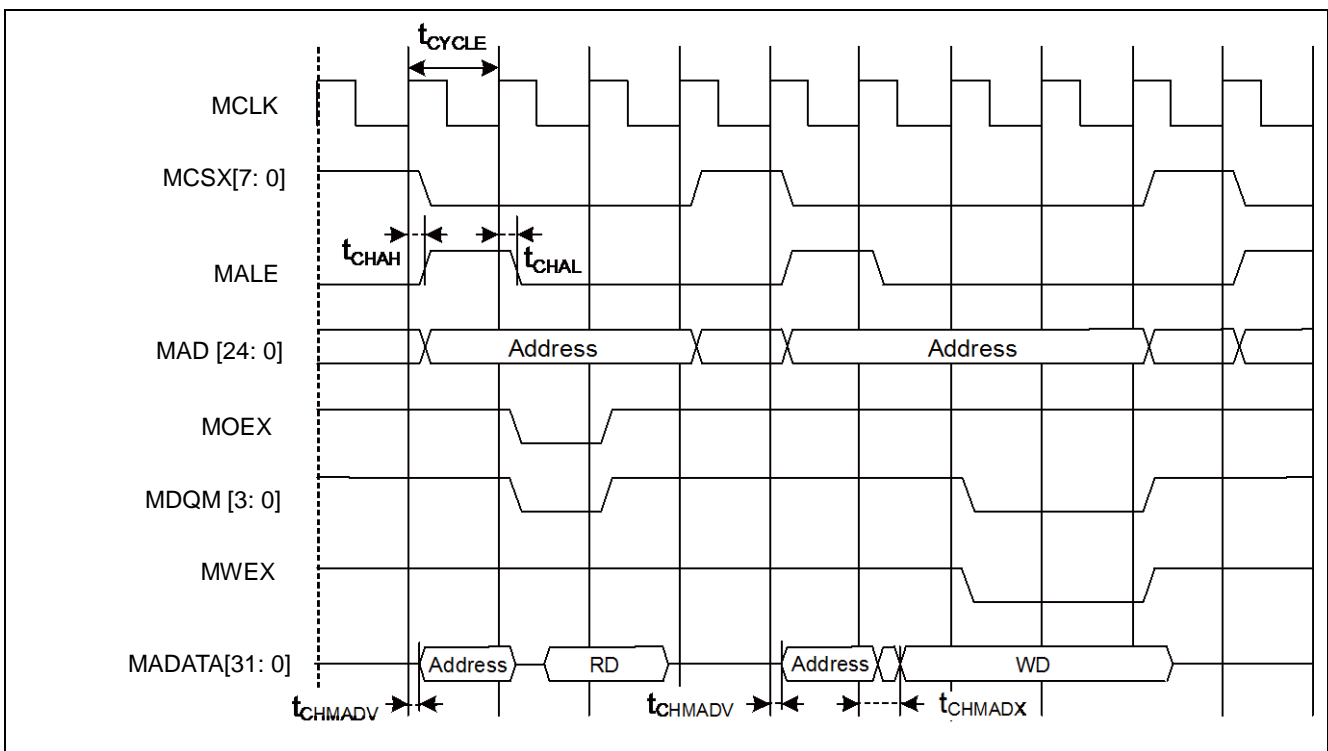 tCYCLE
MCLK
MCSX[7: 0]
tCHAH
tCHAL
MALE
MAD [24: 0]
Address
Address
MOEX
MDQM [3: 0]
MWEX
MADATA[31: 0]
Address
RD
Address
WD
tCHMADV
tCHMADV
tCHMADX